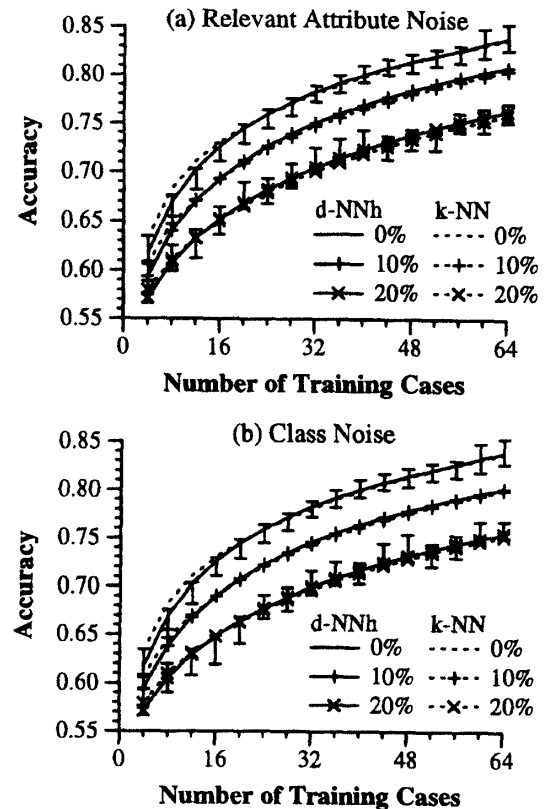 (a) Relevant Attribute Noise
0.85
0.80
0.75
0.70
0.65
0.60
0.55
Accuracy
d-NNh k-NN
0% 0%
10% 10%
20% 20%
0 16 32 48 64
Number of Training Cases
(b) Class Noise
0.85
0.80
0.75
0.70
0.65
0.60
0.55
Accuracy
d-NNh k-NN
0% 0%
10% 10%
20% 20%
0 16 32 48 64
Number of Training Cases